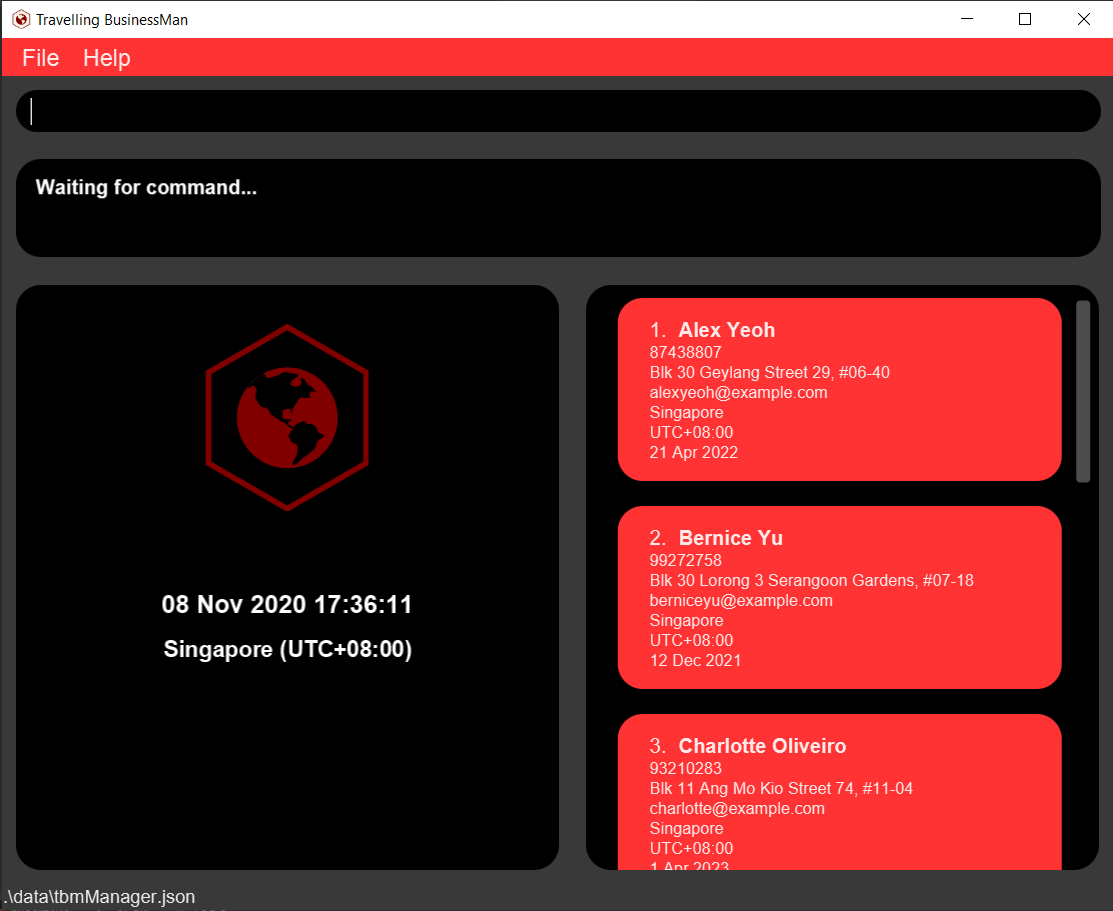 Travelling BusinessMan
File Help
Waiting for command...
08 Nov 2020 17:36:11
Singapore (UTC+08:00)
1. Alex Yeoh
87438807
Blk 30 Geylang Street 29, #06-40
alexyeoh@example.com
Singapore
UTC+08:00
21 Apr 2022
2. Bernice Yu
99272758
Blk 30 Lorong 3 Serangoon Gardens, #07-18
berniceyu@example.com
Singapore
UTC+08:00
12 Dec 2021
3. Charlotte Oliveiro
93210283
Blk 11 Ang Mo Kio Street 74, #11-04
charlotte@example.com
Singapore
UTC+08:00
1 Apr 2023
.\data\tbmManager.json